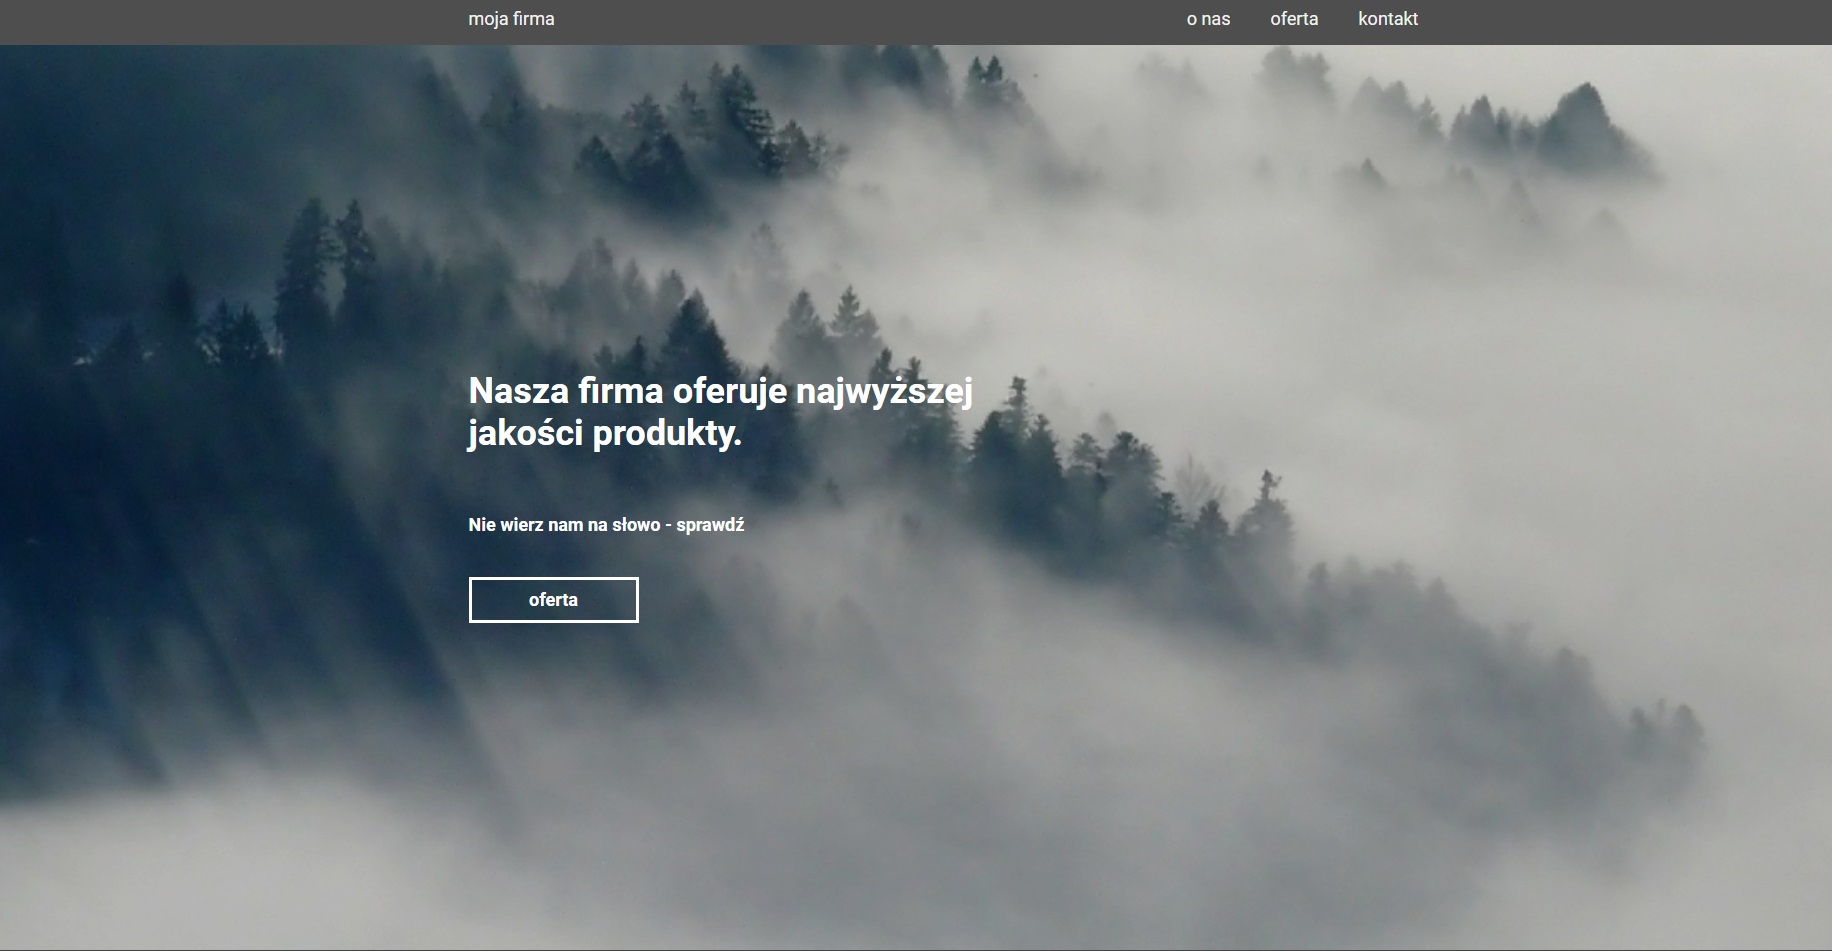 moja firma
o nas oferta kontakt
Nasza firma oferuje najwyższej
jakości produkty.
Nie wierz nam na słowo - sprawdź
oferta